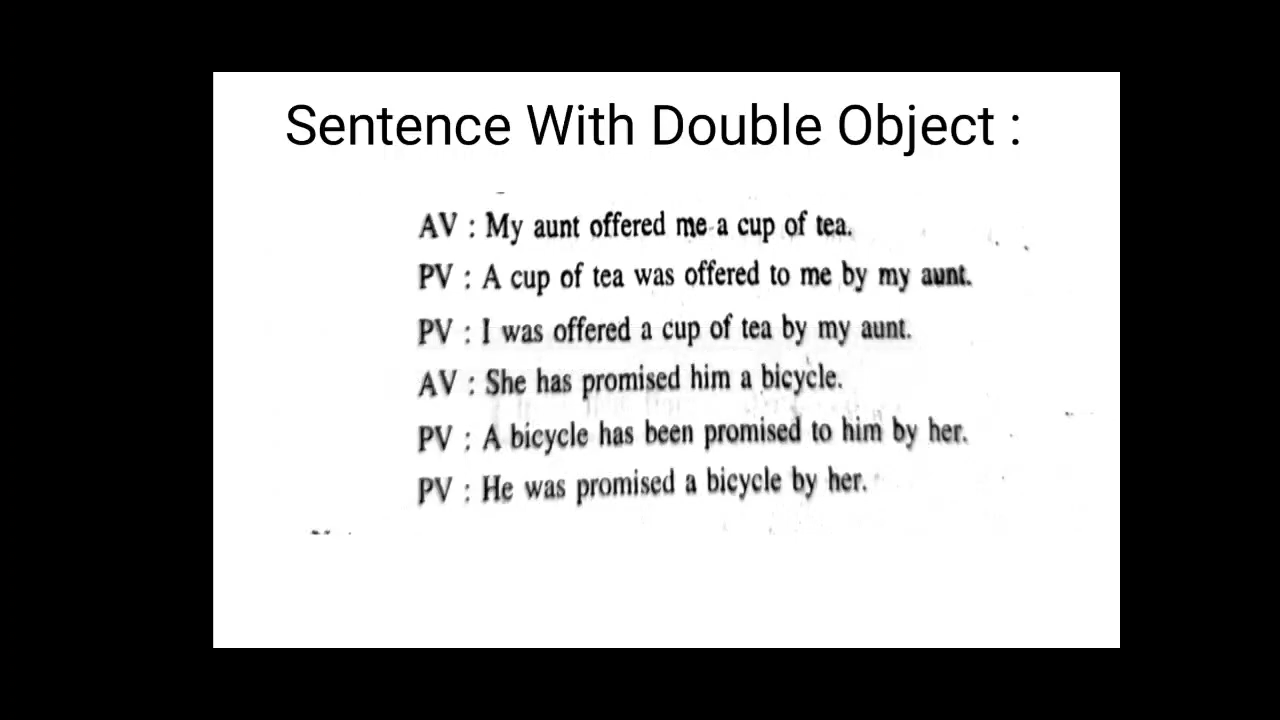 Sentence With Double Object :
AV : My aunt offered me a cup of tea.
PV : A cup of tea was offered to me by my aunt.
PV : I was offered a cup of tea by my aunt.
AV : She has promised him a bicycle.
PV : A bicycle has been promised to him by her.
PV : He was promised a bicycle by her.